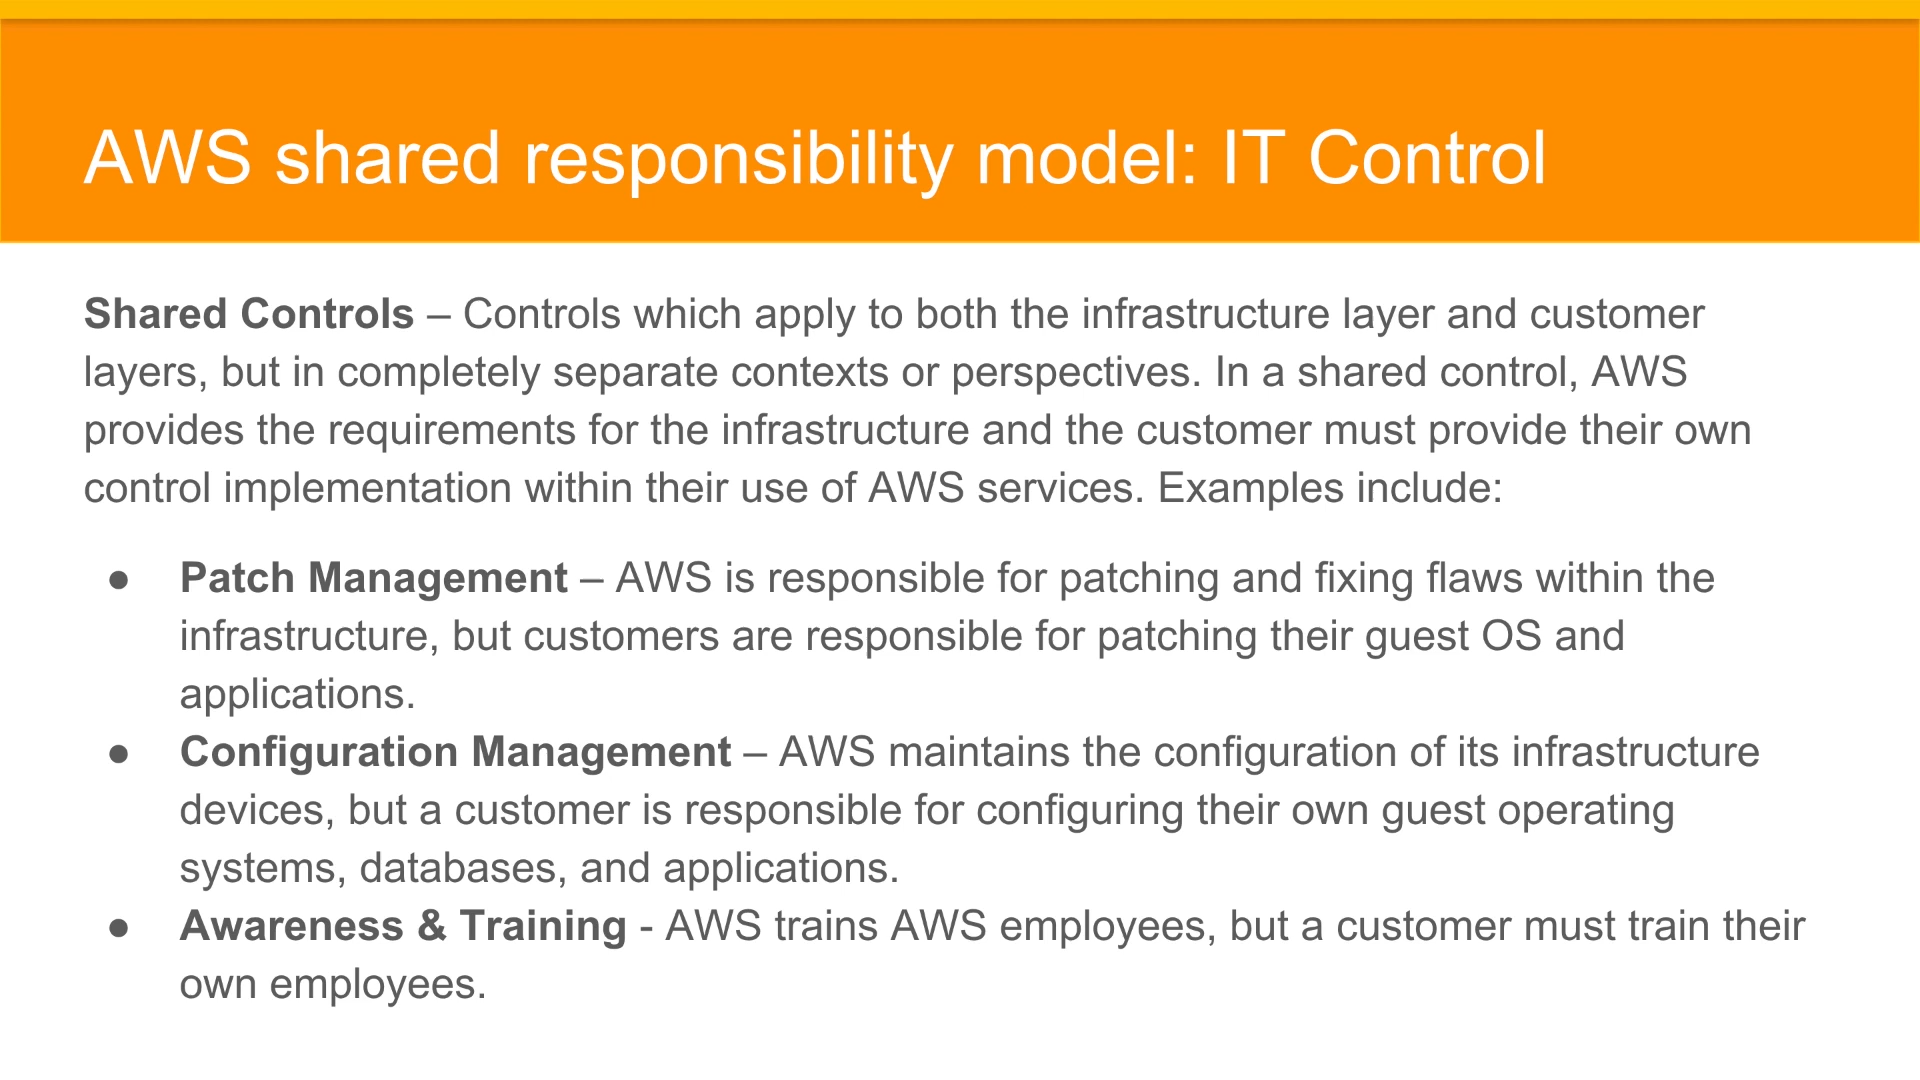 AWS shared responsibility model: IT Control
Shared Controls – Controls which apply to both the infrastructure layer and customer
layers, but in completely separate contexts or perspectives. In a shared control, AWS
provides the requirements for the infrastructure and the customer must provide their own
control implementation within their use of AWS services. Examples include:
● Patch Management – AWS is responsible for patching and fixing flaws within the
infrastructure, but customers are responsible for patching their guest OS and
applications.
● Configuration Management – AWS maintains the configuration of its infrastructure
devices, but a customer is responsible for configuring their own guest operating
systems, databases, and applications.
● Awareness & Training - AWS trains AWS employees, but a customer must train their
own employees.